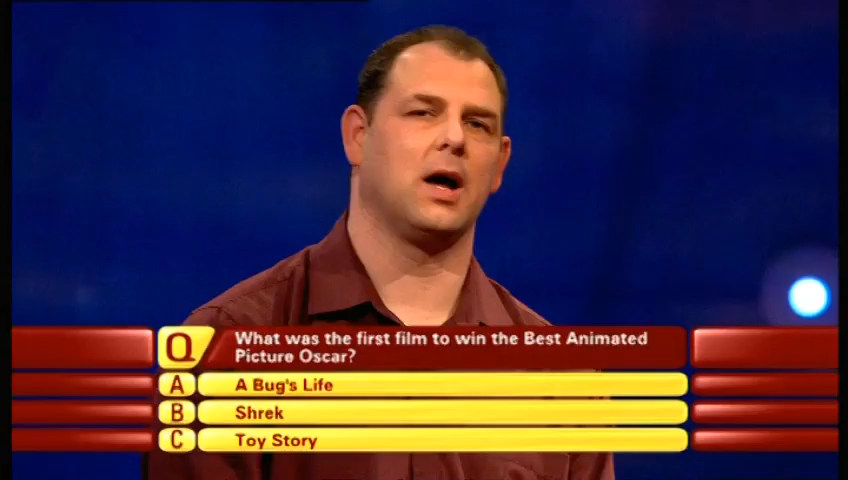 Q
What was the first film to win the Best Animated
Picture Oscar?
A A Bug's Life
B Shrek
C Toy Story